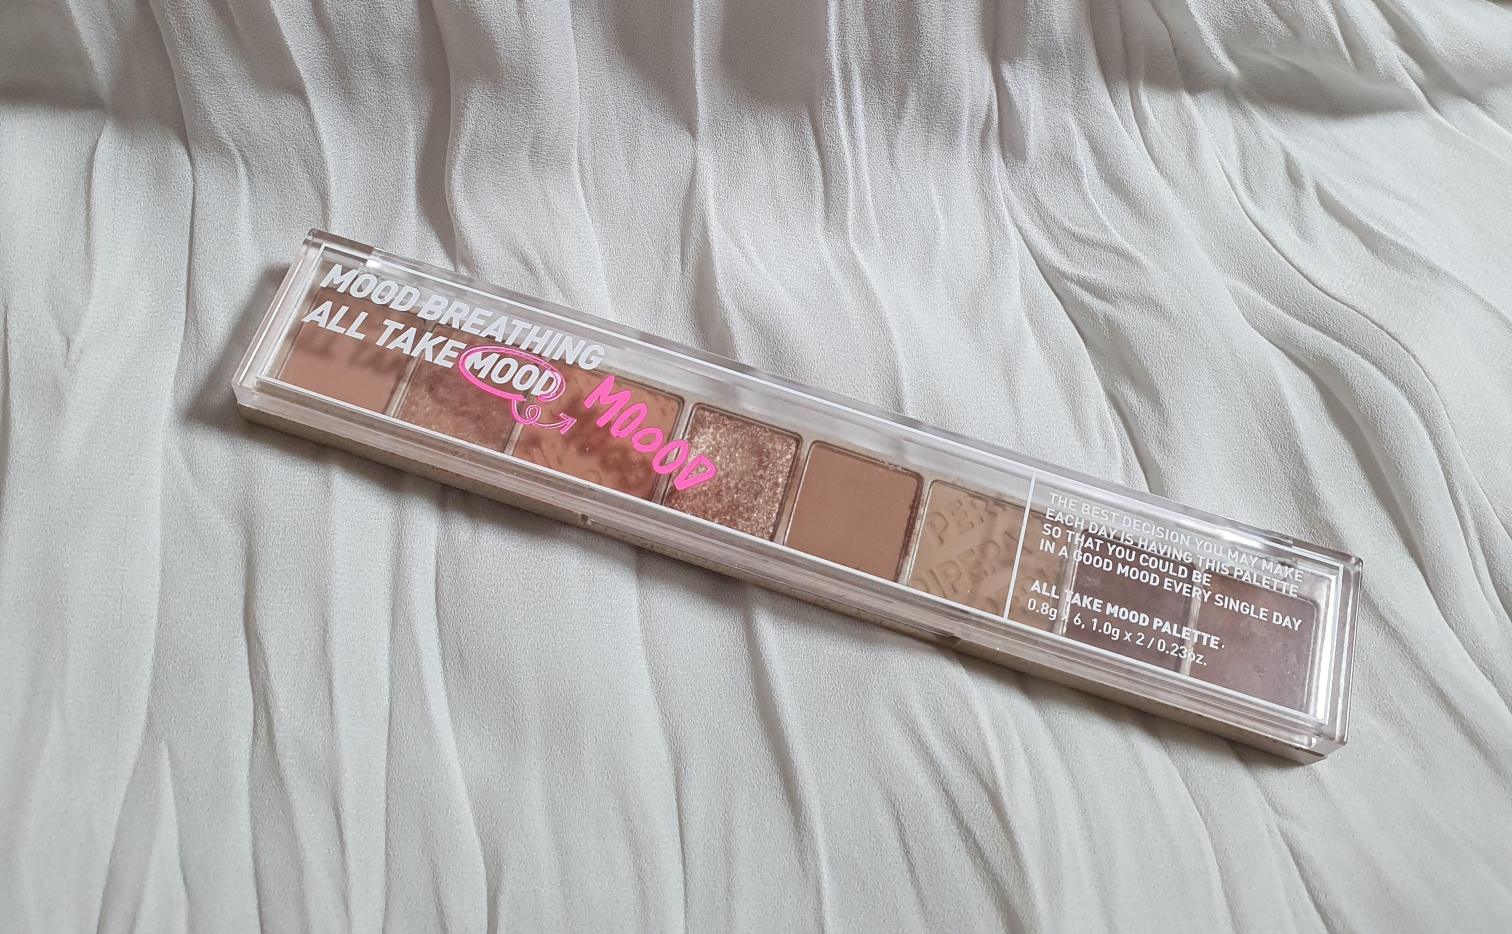 MOOD-BREATHING
ALL TAKE MOOD
MOOOD
THE BEST DECISION YOU MAY MAKE
EACH DAY IS HAVING THIS PALETTE
SO THAT YOU COULD BE
IN A GOOD MOOD EVERY SINGLE DAY
ALL TAKE MOOD PALETTE
0.8g x 6, 1.0g x 2 / 0.23oz.